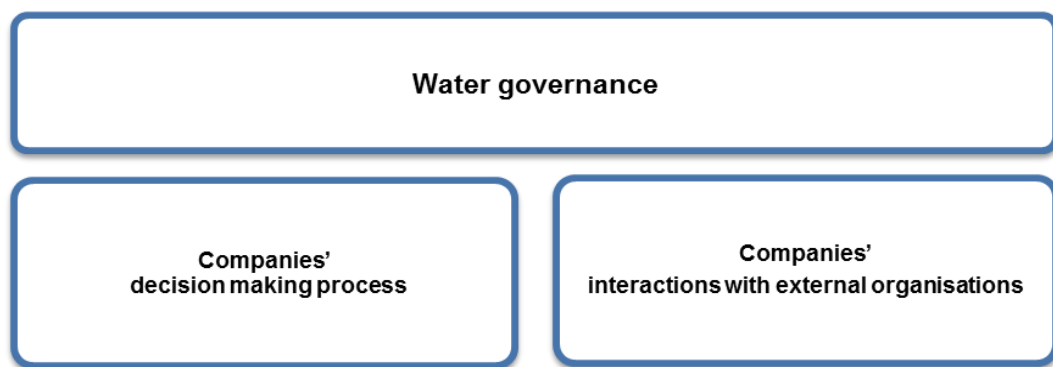 Water governance
Companies’
decision making process
Companies’
interactions with external organisations